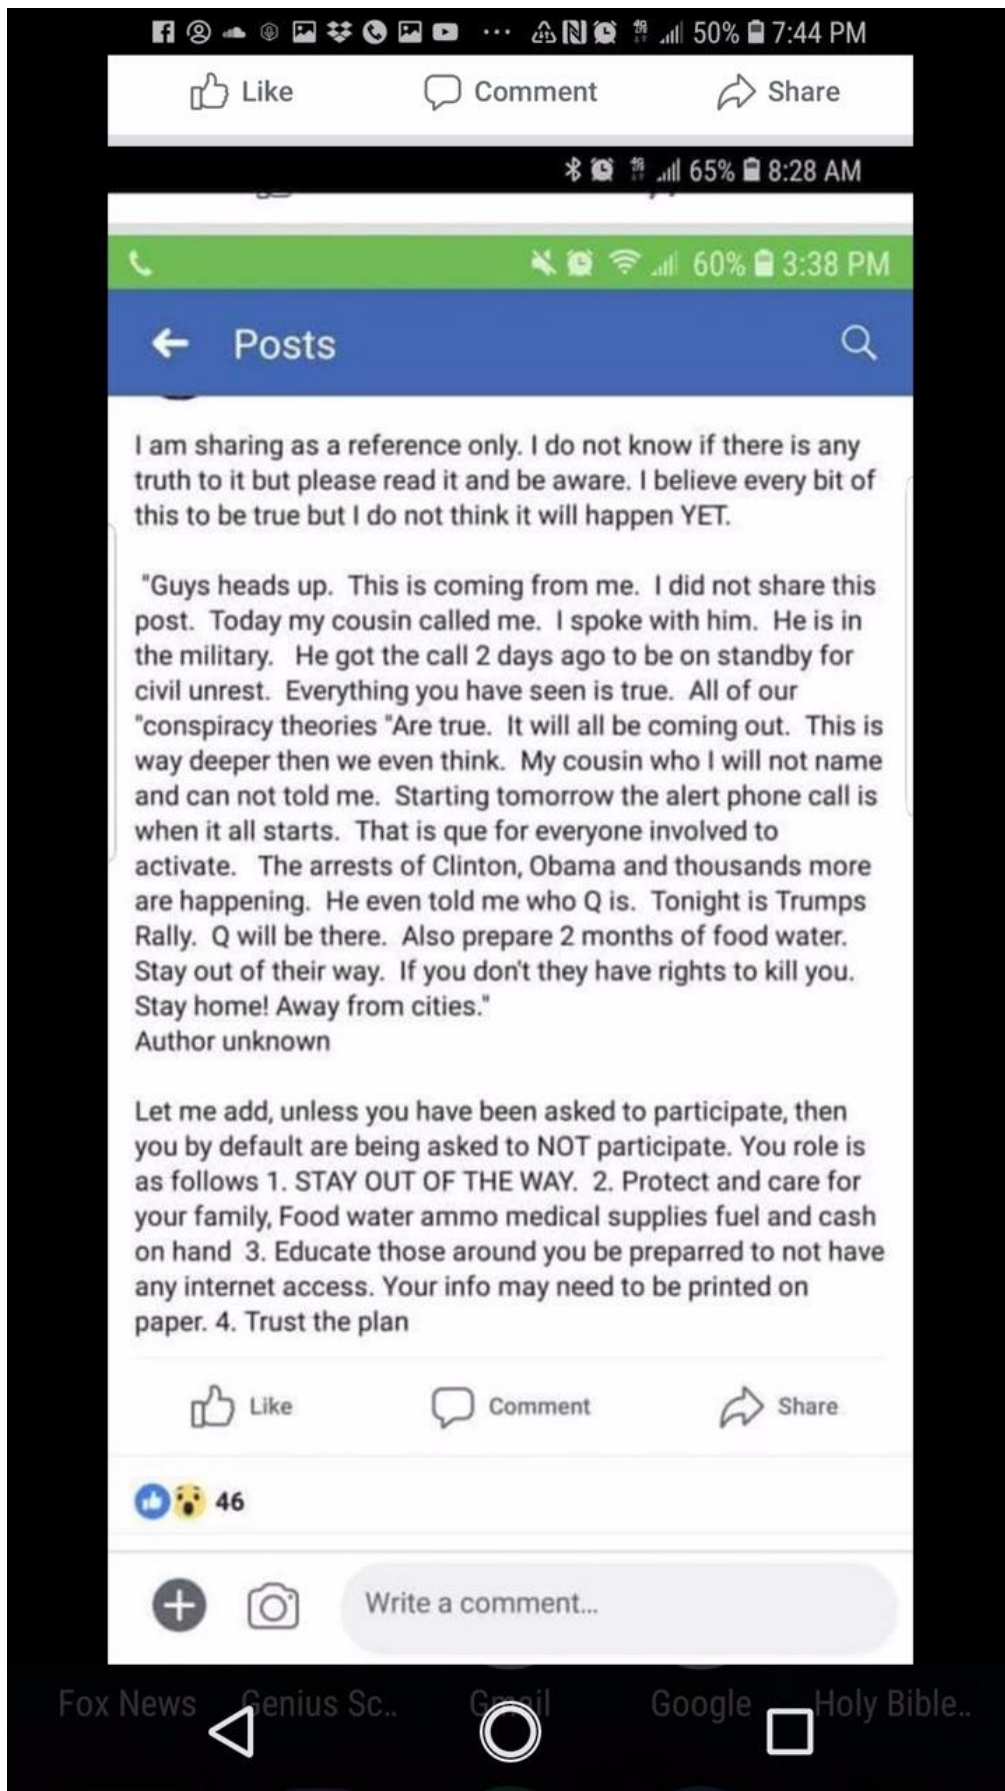 50% 7:44 PM
Like Comment Share
65% 8:28 AM
60% 3:38 PM
Posts
I am sharing as a reference only. I do not know if there is any
truth to it but please read it and be aware. I believe every bit of
this to be true but I do not think it will happen YET.
"Guys heads up. This is coming from me. I did not share this
post. Today my cousin called me. I spoke with him. He is in
the military. He got the call 2 days ago to be on standby for
civil unrest. Everything you have seen is true. All of our
"conspiracy theories "Are true. It will all be coming out. This is
way deeper then we even think. My cousin who I will not name
and can not told me. Starting tomorrow the alert phone call is
when it all starts. That is que for everyone involved to
activate. The arrests of Clinton, Obama and thousands more
are happening. He even told me who Q is. Tonight is Trumps
Rally. Q will be there. Also prepare 2 months of food water.
Stay out of their way. If you don't they have rights to kill you.
Stay home! Away from cities."
Author unknown
Let me add, unless you have been asked to participate, then
you by default are being asked to NOT participate. You role is
as follows 1. STAY OUT OF THE WAY. 2. Protect and care for
your family, Food water ammo medical supplies fuel and cash
on hand 3. Educate those around you be preparred to not have
any internet access. Your info may need to be printed on
paper. 4. Trust the plan
Like Comment Share
46
Write a comment...
Fox News Genius Sc.. Gmail Google Holy Bible..